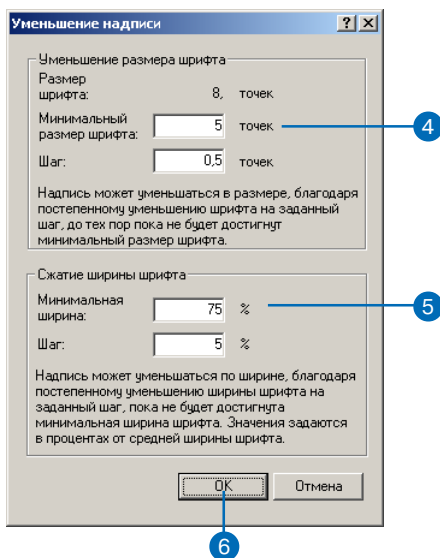 Уменьшение надписи
Уменьшение размера шрифта
Размер
шрифта: 8, точек
Минимальный
размер шрифта: 5 точек 4
Шаг: 0,5 точек
Надпись может уменьшаться в размере, благодаря
постепенному уменьшению шрифта на заданный
шаг, до тех пор пока не будет достигнут
минимальный размер шрифта.
Сжатие ширины шрифта
Минимальная
ширина: 75 % 5
Шаг: 5 %
Надпись может уменьшаться по ширине, благодаря
постепенному уменьшению ширины шрифта на
заданный шаг, пока не будет достигнута
минимальная ширина шрифта. Значения задаются
в процентах от средней ширины шрифта.
OK Отмена
6